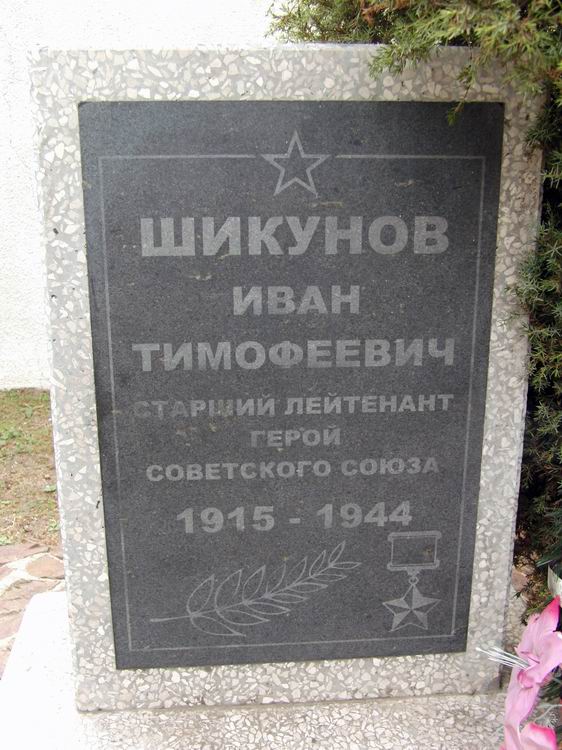 ШИКУНОВ
ИВАН
ТИМОФЕЕВИЧ
СТАРШИЙ ЛЕЙТЕНАНТ
ГЕРОЙ
СОВЕТСКОГО СОЮЗА
1915 - 1944